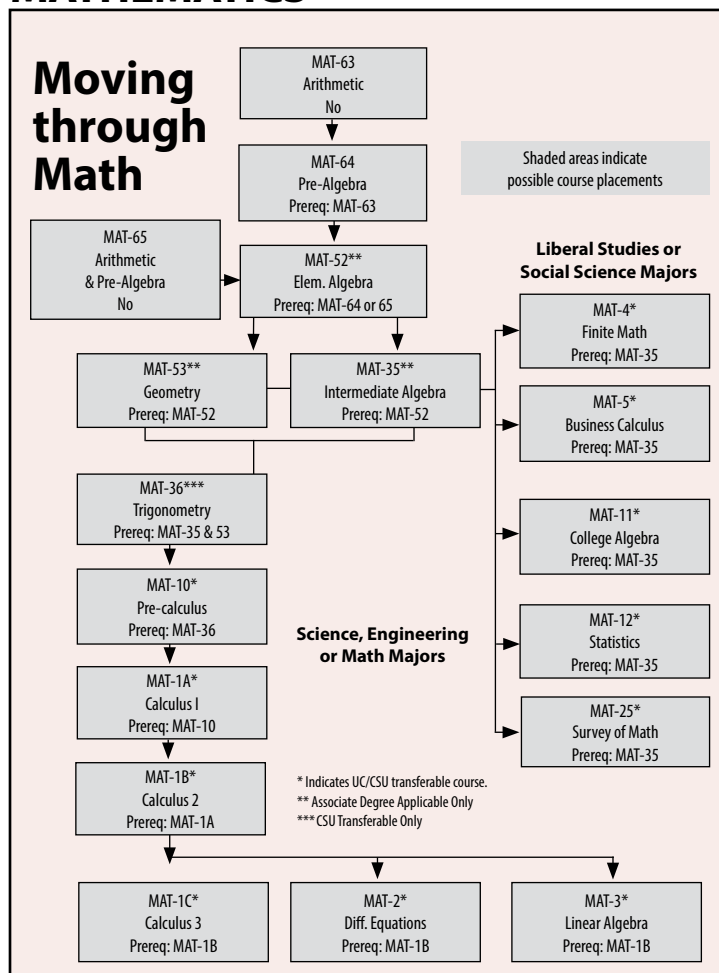 MATHEMATICS
Moving
through
Math
MAT-63
Arithmetic
No
MAT-64
Pre-Algebra
Prereq: MAT-63
Shaded areas indicate
possible course placements
MAT-65
Arithmetic
& Pre-Algebra
No
MAT-52**
Elem. Algebra
Prereq: MAT-64 or 65
Liberal Studies or
Social Science Majors
MAT-4*
Finite Math
Prereq: MAT-35
MAT-53**
Geometry
Prereq: MAT-52
MAT-35**
Intermediate Algebra
Prereq: MAT-52
MAT-5*
Business Calculus
Prereq: MAT-35
MAT-36***
Trigonometry
Prereq: MAT-35 & 53
MAT-11*
College Algebra
Prereq: MAT-35
MAT-10*
Pre-calculus
Prereq: MAT-36
Science, Engineering
or Math Majors
MAT-12*
Statistics
Prereq: MAT-35
MAT-1A*
Calculus I
Prereq: MAT-10
MAT-25*
Survey of Math
Prereq: MAT-35
MAT-1B*
Calculus 2
Prereq: MAT-1A
* Indicates UC/CSU transferable course.
** Associate Degree Applicable Only
*** CSU Transferable Only
MAT-1C*
Calculus 3
Prereq: MAT-1B
MAT-2*
Diff. Equations
Prereq: MAT-1B
MAT-3*
Linear Algebra
Prereq: MAT-1B